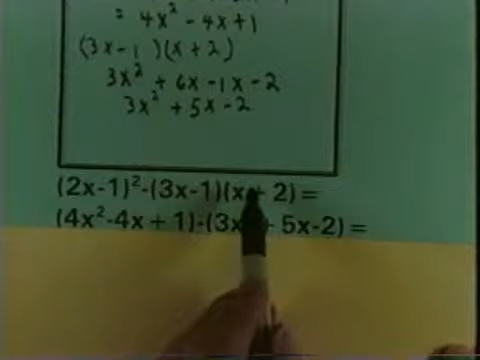 = 4x² - 4x + 1
(3x - 1)(x + 2)
3x² + 6x - 1x - 2
3x² + 5x - 2
(2x-1)²-(3x-1)(x+ 2) =
(4x²-4x + 1)-(3x + 5x-2) =